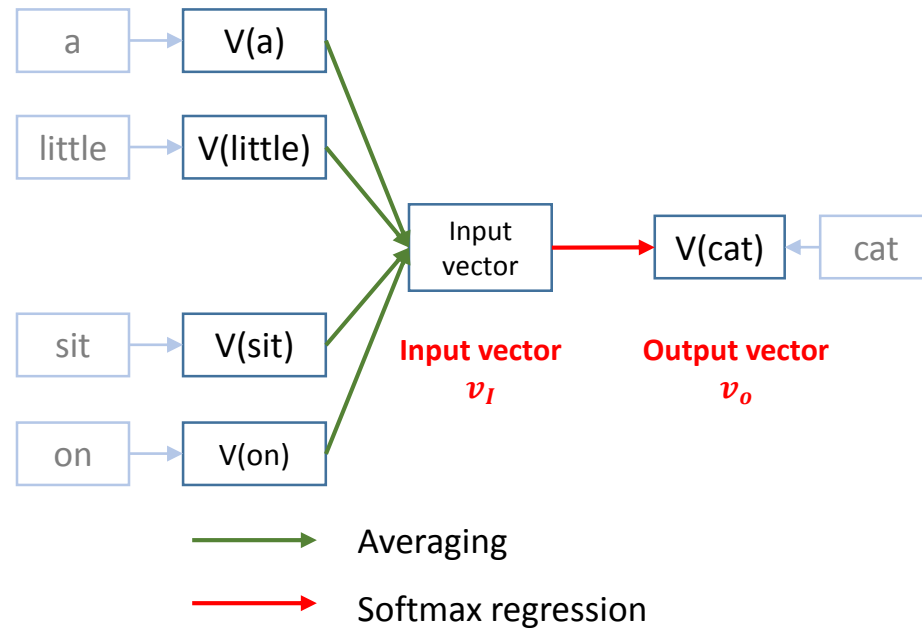 a
V(a)
little
V(little)
Input
vector
V(cat)
cat
sit
V(sit)
Input vector
v_I
Output vector
v_o
on
V(on)
Averaging
Softmax regression